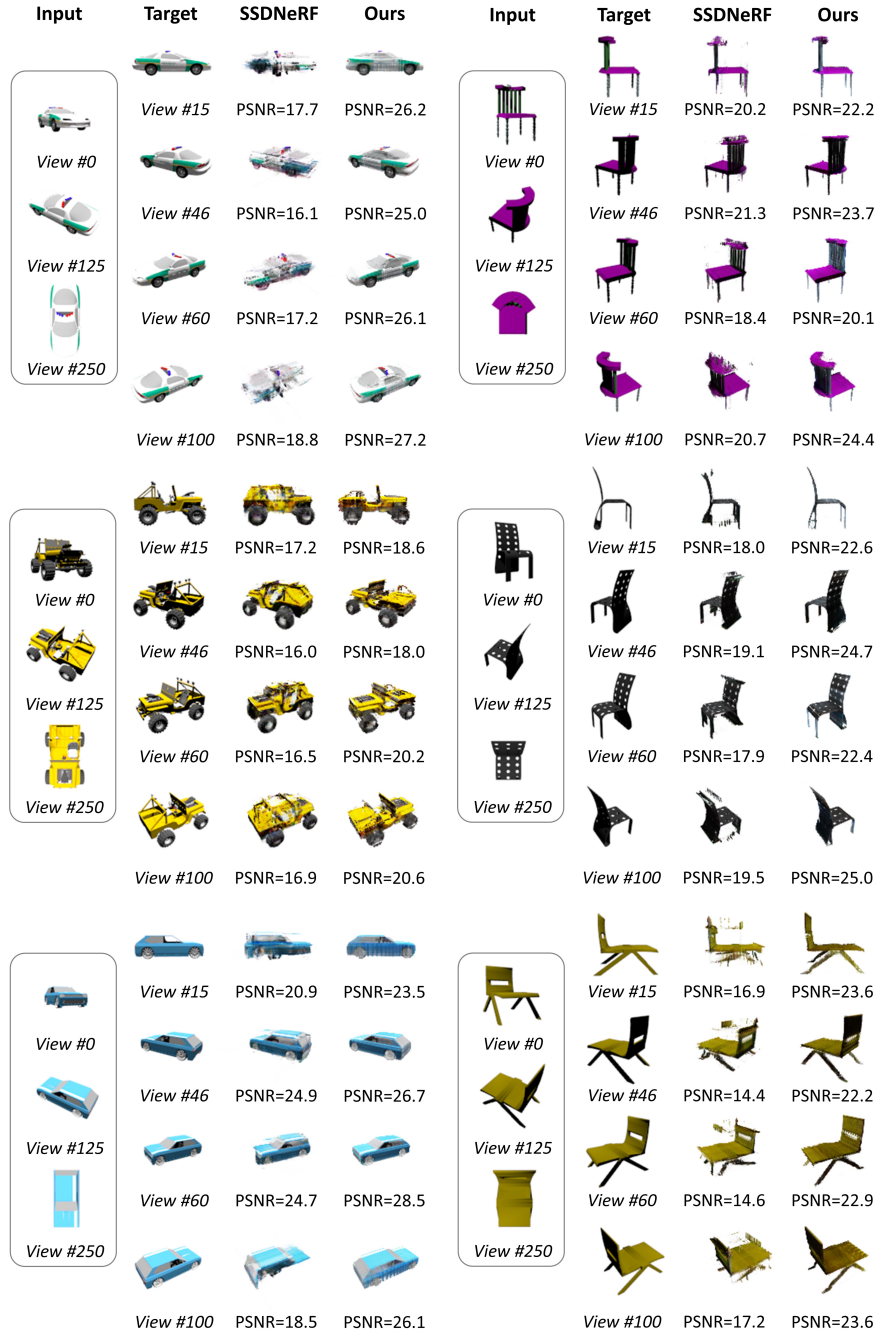 Input Target SSDNeRF Ours Input Target SSDNeRF Ours
View #15 PSNR=17.7 PSNR=26.2 View #15 PSNR=20.2 PSNR=22.2
View #0 View #0
View #46 PSNR=16.1 PSNR=25.0 View #46 PSNR=21.3 PSNR=23.7
View #125 View #125
View #60 PSNR=17.2 PSNR=26.1 View #60 PSNR=18.4 PSNR=20.1
View #250 View #250
View #100 PSNR=18.8 PSNR=27.2 View #100 PSNR=20.7 PSNR=24.4
View #15 PSNR=17.2 PSNR=18.6 View #15 PSNR=18.0 PSNR=22.6
View #0 View #0
View #46 PSNR=16.0 PSNR=18.0 View #46 PSNR=19.1 PSNR=24.7
View #125 View #125
View #60 PSNR=16.5 PSNR=20.2 View #60 PSNR=17.9 PSNR=22.4
View #250 View #250
View #100 PSNR=16.9 PSNR=20.6 View #100 PSNR=19.5 PSNR=25.0
View #15 PSNR=20.9 PSNR=23.5 View #15 PSNR=16.9 PSNR=23.6
View #0 View #0
View #46 PSNR=24.9 PSNR=26.7 View #46 PSNR=14.4 PSNR=22.2
View #125 View #125
View #60 PSNR=24.7 PSNR=28.5 View #60 PSNR=14.6 PSNR=22.9
View #250 View #250
View #100 PSNR=18.5 PSNR=26.1 View #100 PSNR=17.2 PSNR=23.6